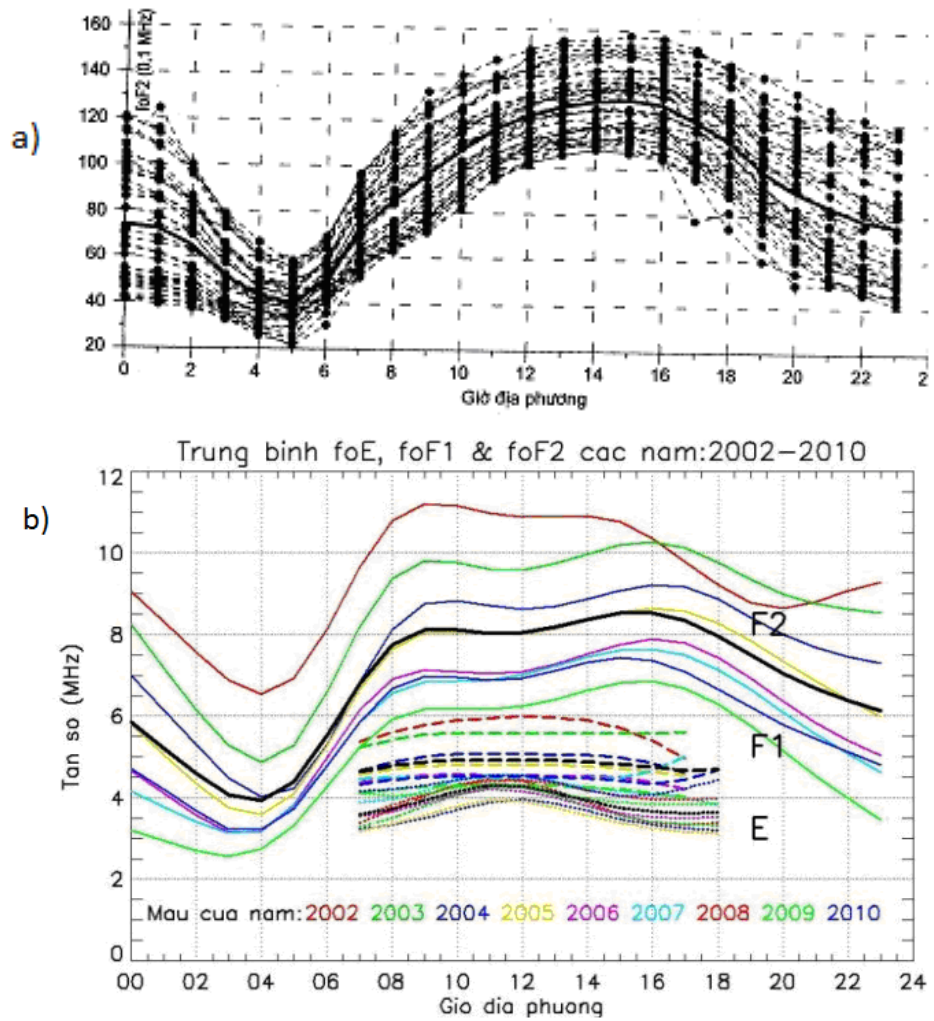 a)
foF2 (0,1 MHz)
160
140
120
100
80
60
40
20
0 2 4 6 8 10 12 14 16 18 20 22
Giờ địa phương
b)
Trung binh foE, foF1 & foF2 cac nam:2002-2010
Tan so (MHz)
12
10
8
6
4
2
0
F2
F1
E
Mau cua nam:2002 2003 2004 2005 2006 2007 2008 2009 2010
00 02 04 06 08 10 12 14 16 18 20 22 24
Gio dia phuong